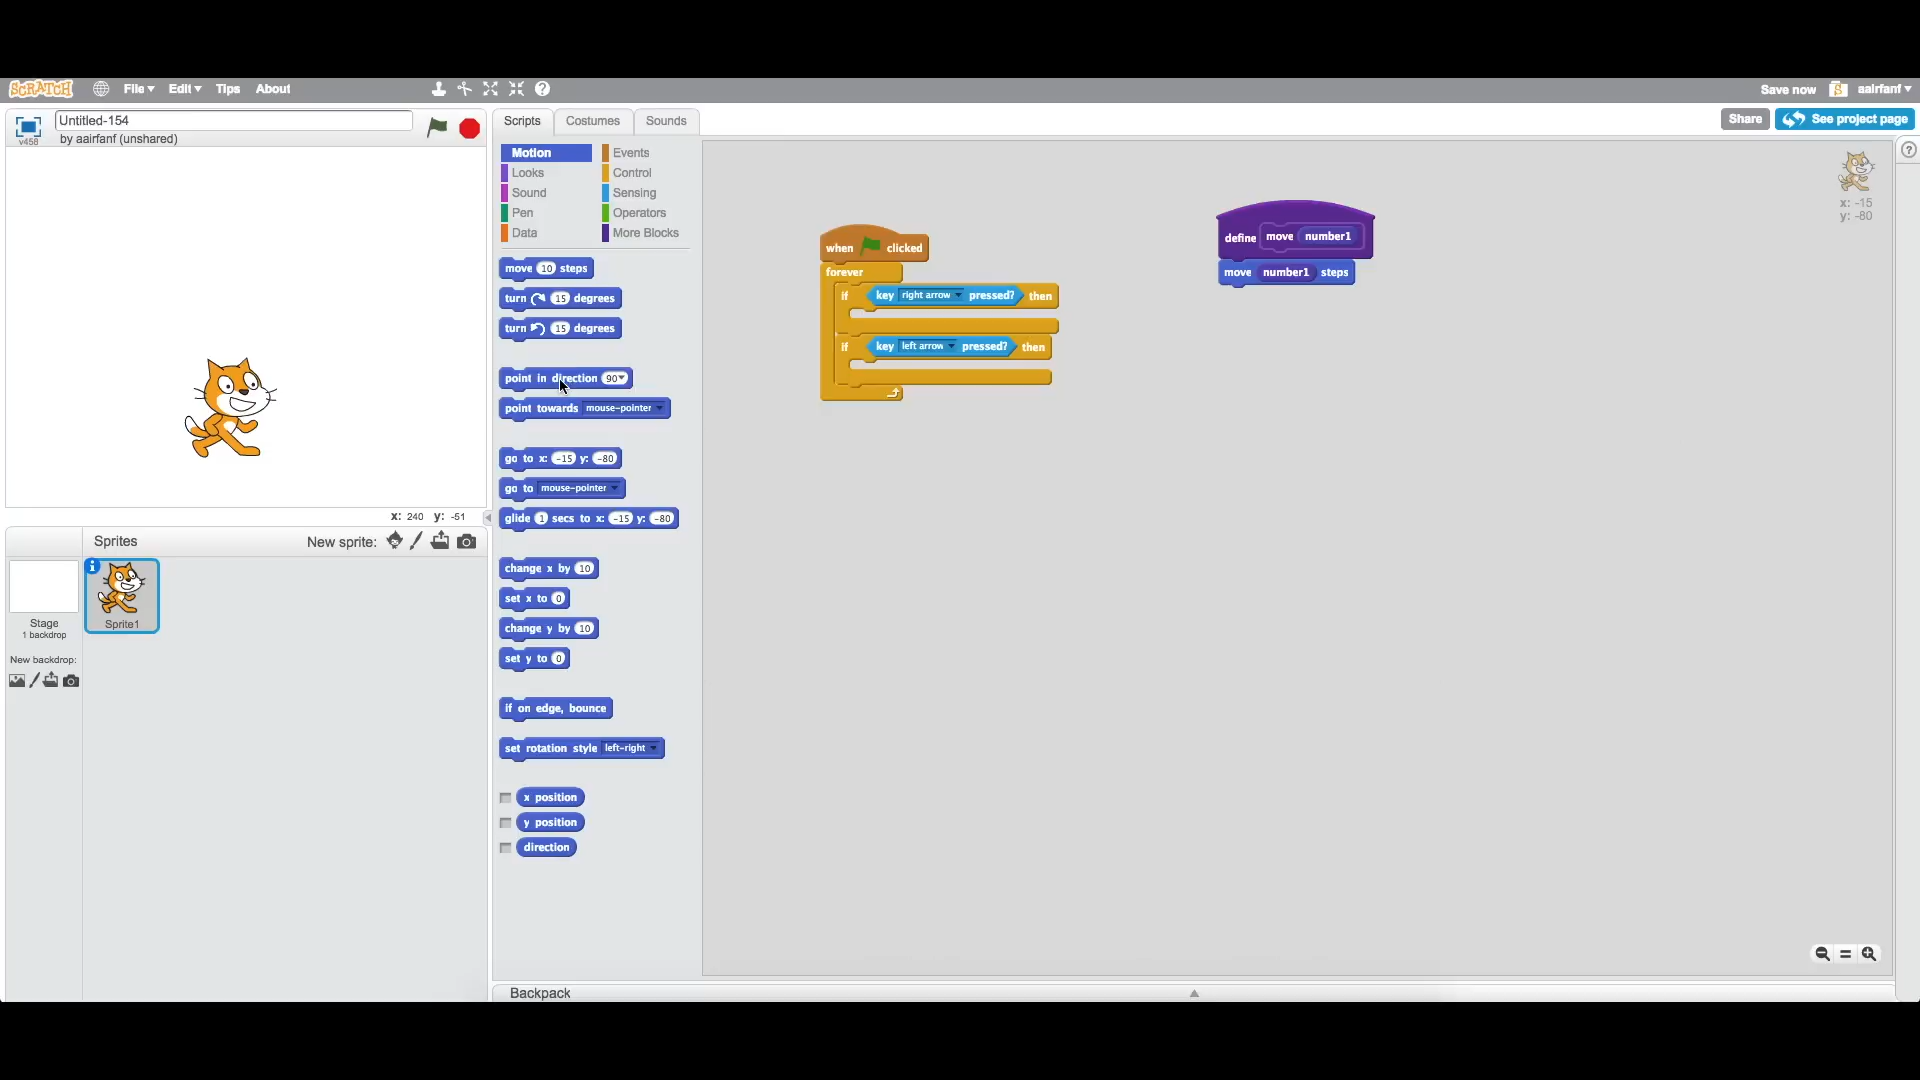 SCRATCH File Edit Tips About Save now aairfanf
Untitled-154
by aairfanf (unshared)
v458
Scripts Costumes Sounds
Share See project page
Motion Events
Looks Control
Sound Sensing
Pen Operators
Data More Blocks
move 10 steps
turn 15 degrees
turn 15 degrees
point in direction 90
point towards mouse-pointer
go to x: -15 y: -80
go to mouse-pointer
glide 1 secs to x: -15 y: -80
change x by 10
set x to 0
change y by 10
set y to 0
if on edge, bounce
set rotation style left-right
x position
y position
direction
when clicked
forever
if key right arrow pressed? then
if key left arrow pressed? then
define move number1
move number1 steps
x: -15
y: -80
x: 240 y: -51
Sprites New sprite:
Stage
1 backdrop
New backdrop:
Sprite1
Backpack